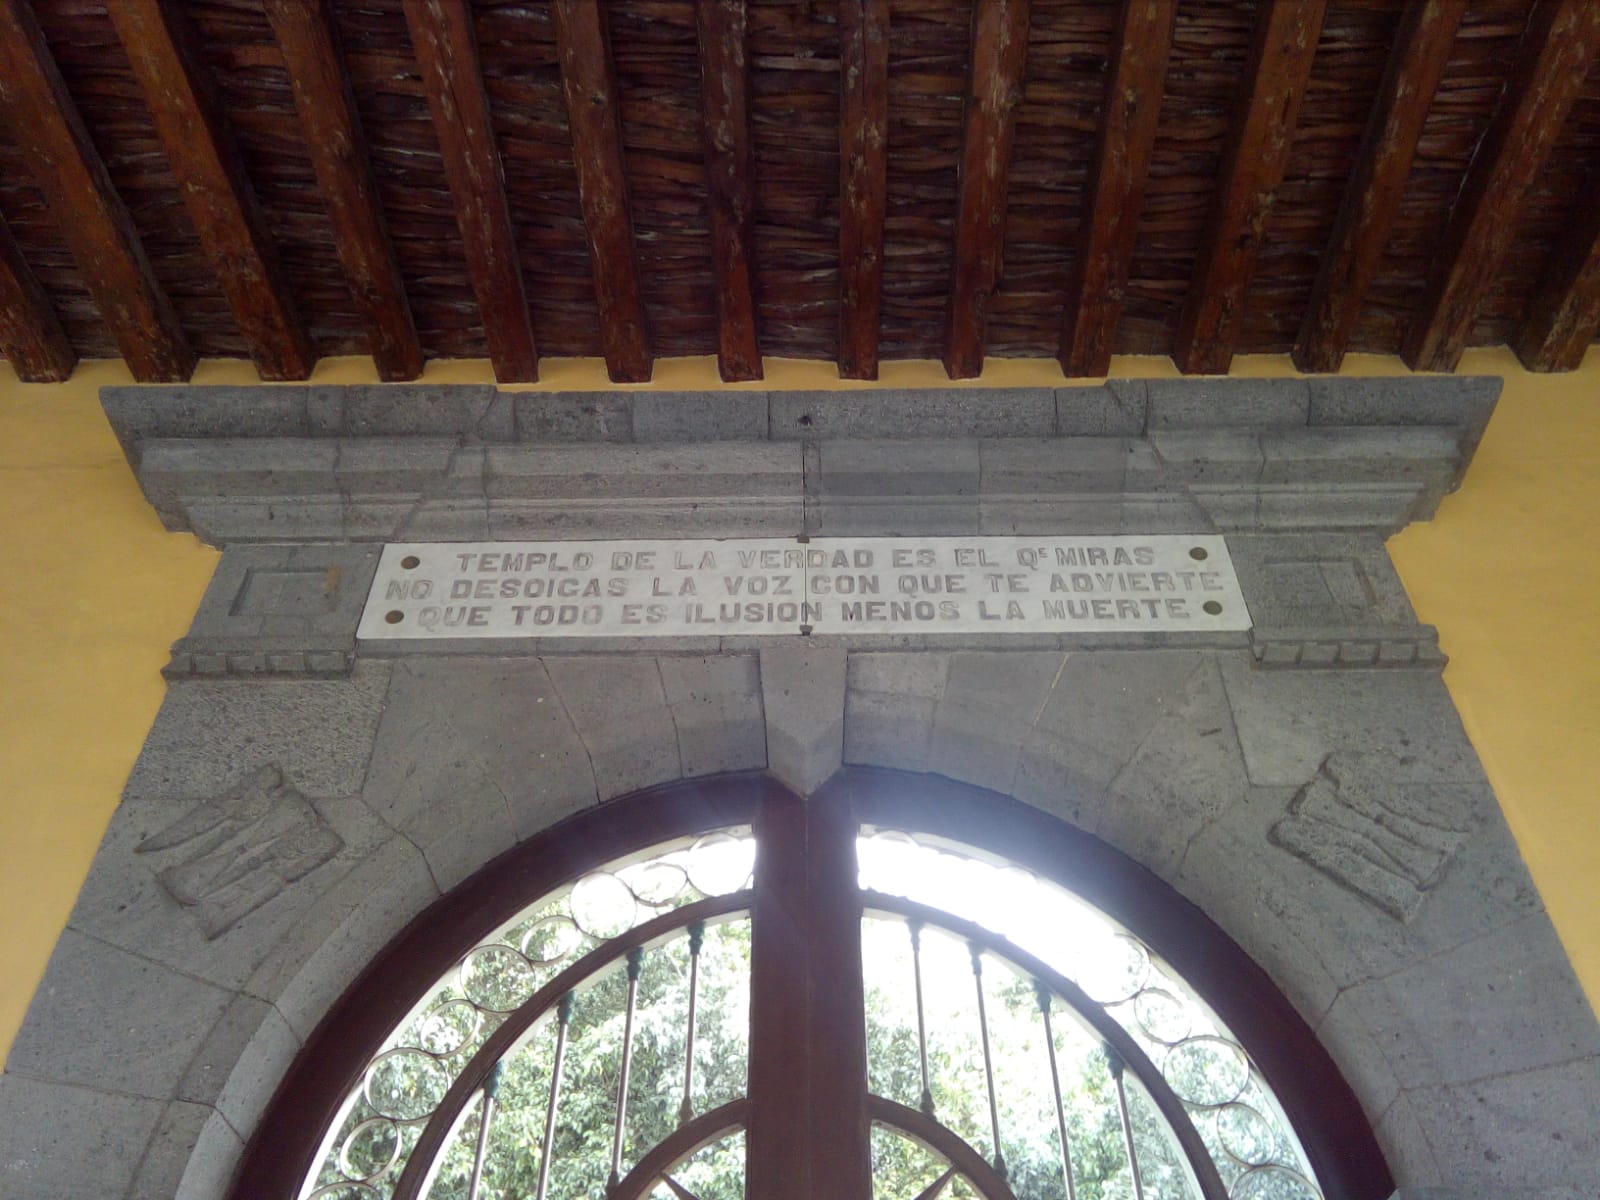 TEMPLO DE LA VERDAD ES EL Qᵉ MIRAS
NO DESOIGAS LA VOZ CON QUE TE ADVIERTE
QUE TODO ES ILUSION MENOS LA MUERTE